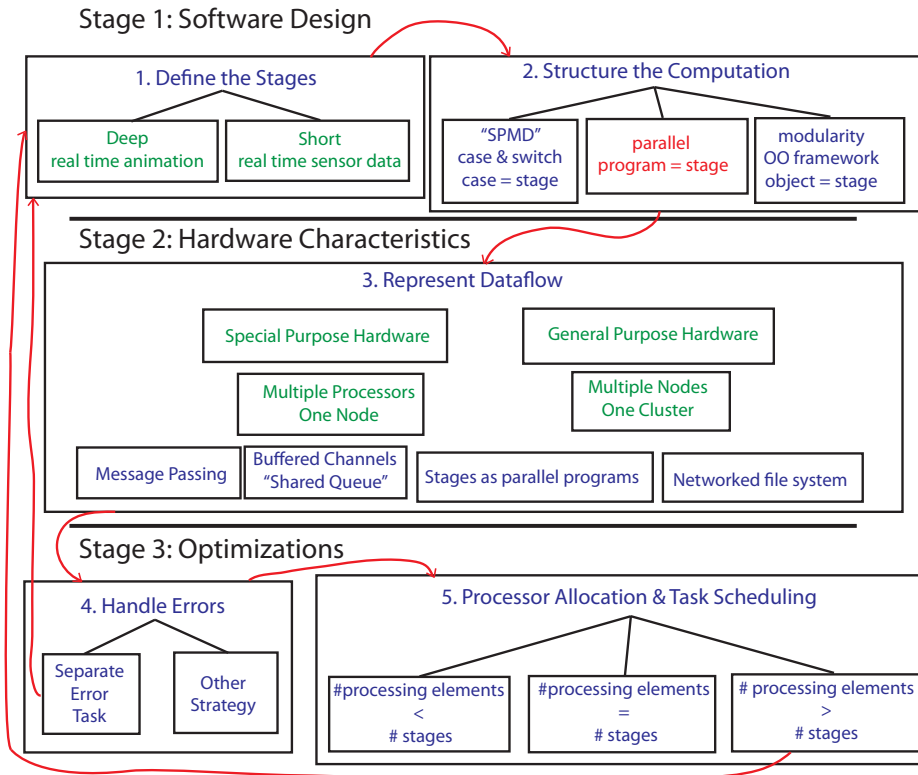 Stage 1: Software Design
1. Define the Stages
Deep
real time animation
Short
real time sensor data
2. Structure the Computation
“SPMD”
case & switch
case = stage
parallel
program = stage
modularity
OO framework
object = stage
Stage 2: Hardware Characteristics
3. Represent Dataflow
Special Purpose Hardware
General Purpose Hardware
Multiple Processors
One Node
Multiple Nodes
One Cluster
Message Passing
Buffered Channels
“Shared Queue”
Stages as parallel programs
Networked file system
Stage 3: Optimizations
4. Handle Errors
Separate
Error
Task
Other
Strategy
5. Processor Allocation & Task Scheduling
#processing elements
<
# stages
#processing elements
=
# stages
# processing elements
>
# stages